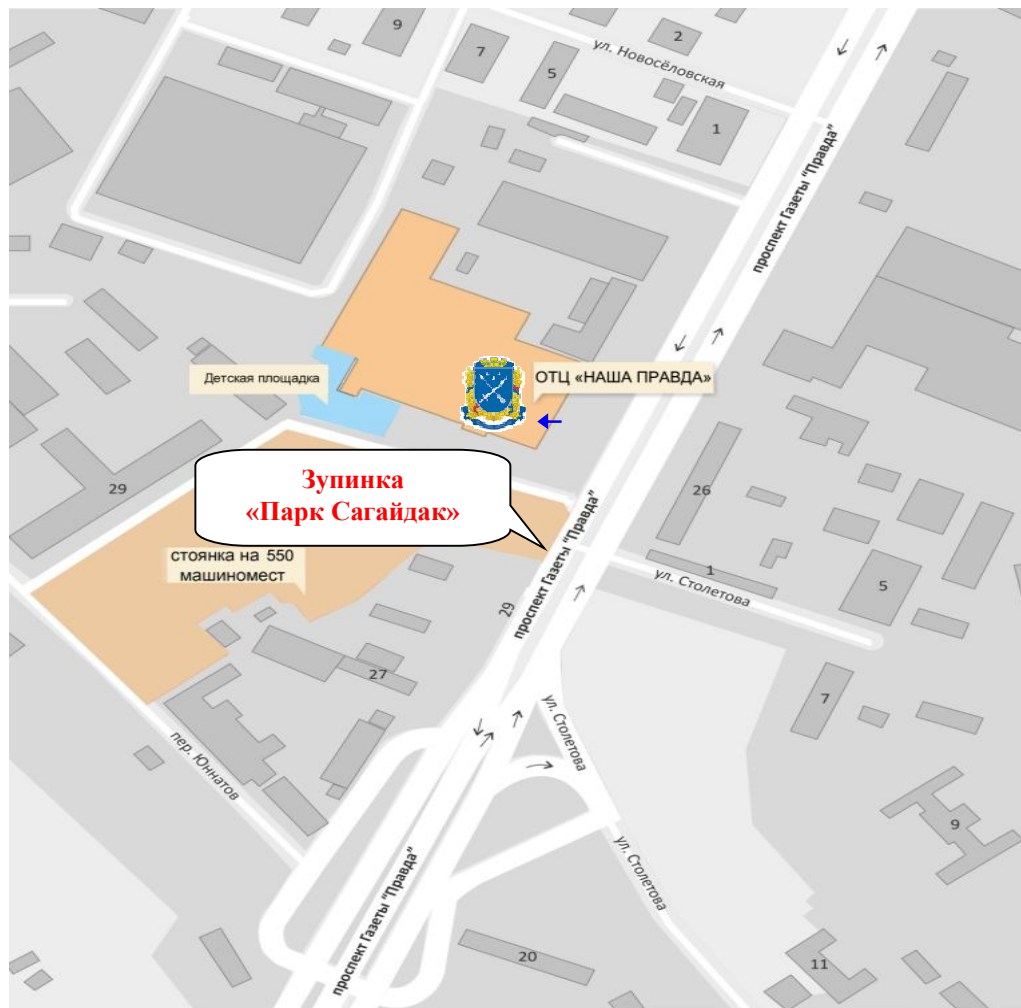 9
7
5
2
ул. Новосёловская
1
проспект Газеты "Правда"
Детская площадка
ОТЦ «НАША ПРАВДА»
Зупинка
«Парк Сагайдак»
29
26
стоянка на 550
машиномест
проспект Газеты "Правда"
29
1
ул. Столетова
5
27
7
ул. Столетова
пер. Юннатов
9
ул. Столетова
проспект Газеты "Правда"
20
11